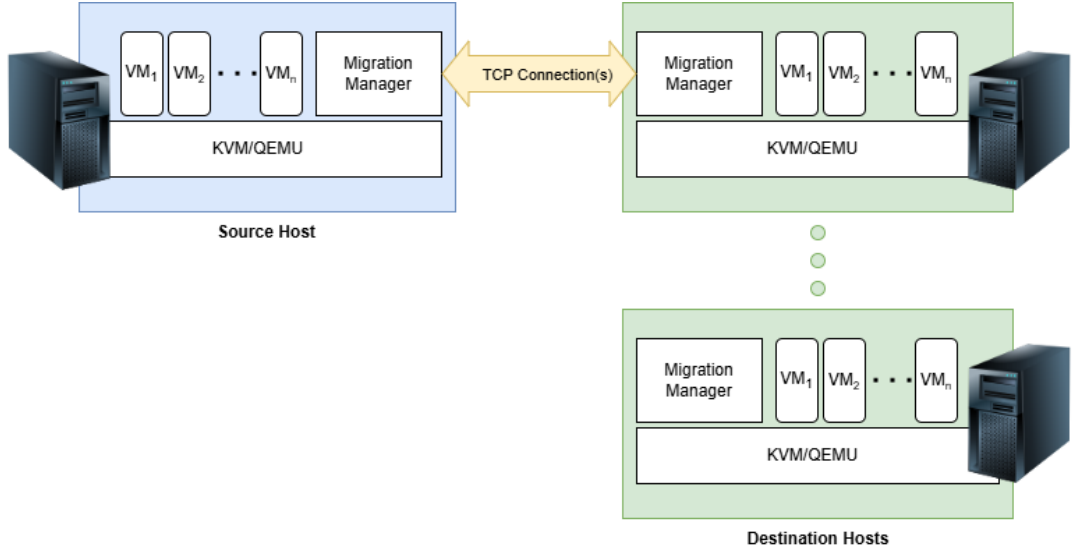 VM1 VM2 . . . VMn Migration Manager
KVM/QEMU
Source Host
TCP Connection(s)
Migration Manager VM1 VM2 . . . VMn
KVM/QEMU
Migration Manager VM1 VM2 . . . VMn
KVM/QEMU
Destination Hosts